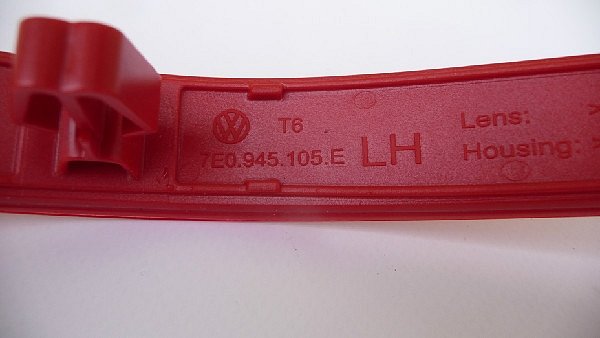 T6
7E0.945.105.E LH
Lens: >
Housing: >